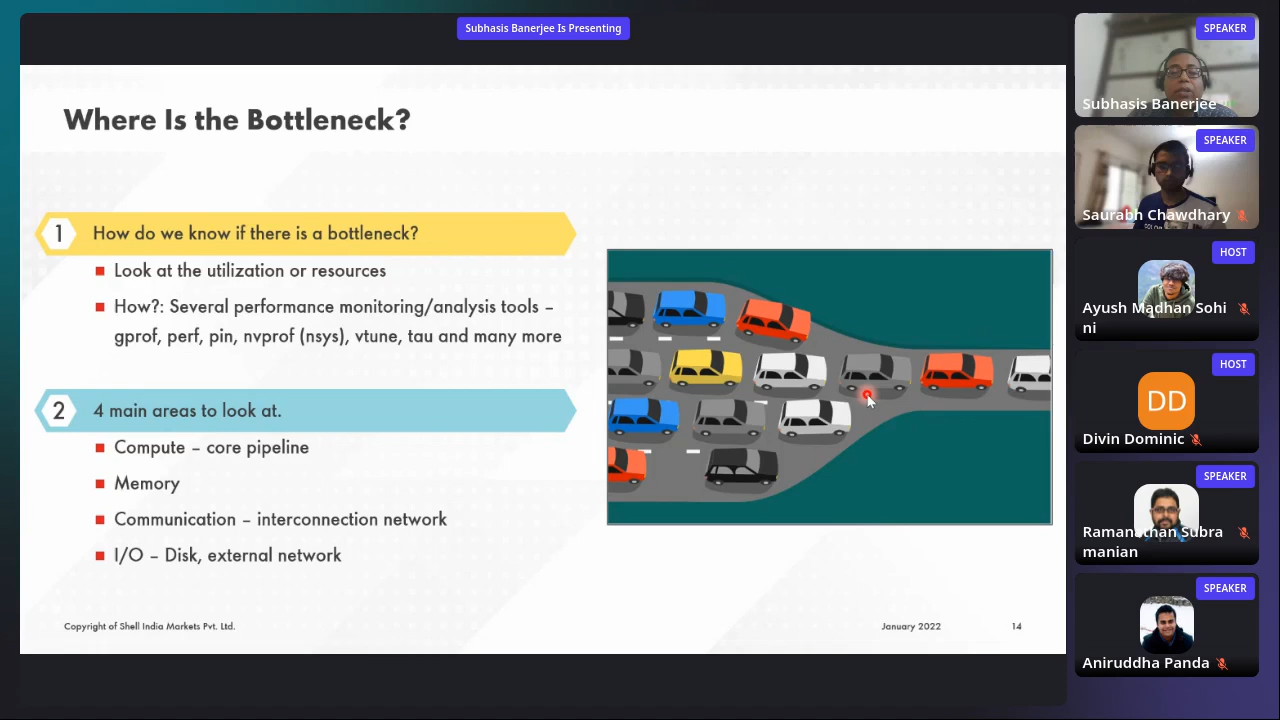 Subhasis Banerjee Is Presenting
Where Is the Bottleneck?
1
How do we know if there is a bottleneck?
Look at the utilization or resources
How?: Several performance monitoring/analysis tools –
gprof, perf, pin, nvprof (nsys), vtune, tau and many more
2
4 main areas to look at.
Compute – core pipeline
Memory
Communication – interconnection network
I/O – Disk, external network
Copyright of Shell India Markets Pvt. Ltd.
January 2022
14
SPEAKER
Subhasis Banerjee
SPEAKER
Saurabh Chawdhary
HOST
Ayush Madhan Sohi
ni
HOST
DD
Divin Dominic
SPEAKER
Ramanathan Subra
manian
SPEAKER
Aniruddha Panda